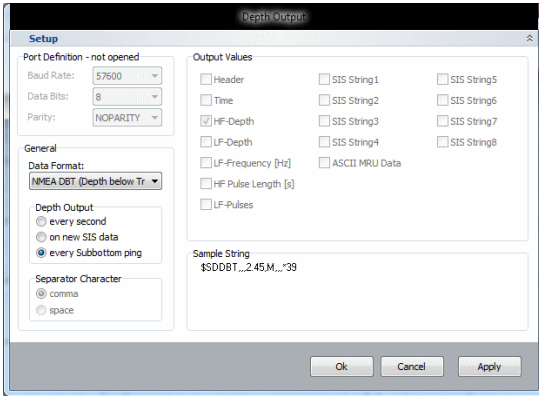 Depth Output
Setup
Port Definition - not opened
Baud Rate: 57600
Data Bits: 8
Parity: NOPARITY
General
Data Format:
NMEA DBT (Depth below Tr
Depth Output
every second
on new SIS data
every Subbottom ping
Separator Character
comma
space
Output Values
Header
Time
HF-Depth
LF-Depth
LF-Frequency [Hz]
HF Pulse Length [s]
LF-Pulses
SIS String1
SIS String2
SIS String3
SIS String4
ASCII MRU Data
SIS String5
SIS String6
SIS String7
SIS String8
Sample String
$SDDBT,,,2.45,M,,,*39
Ok
Cancel
Apply